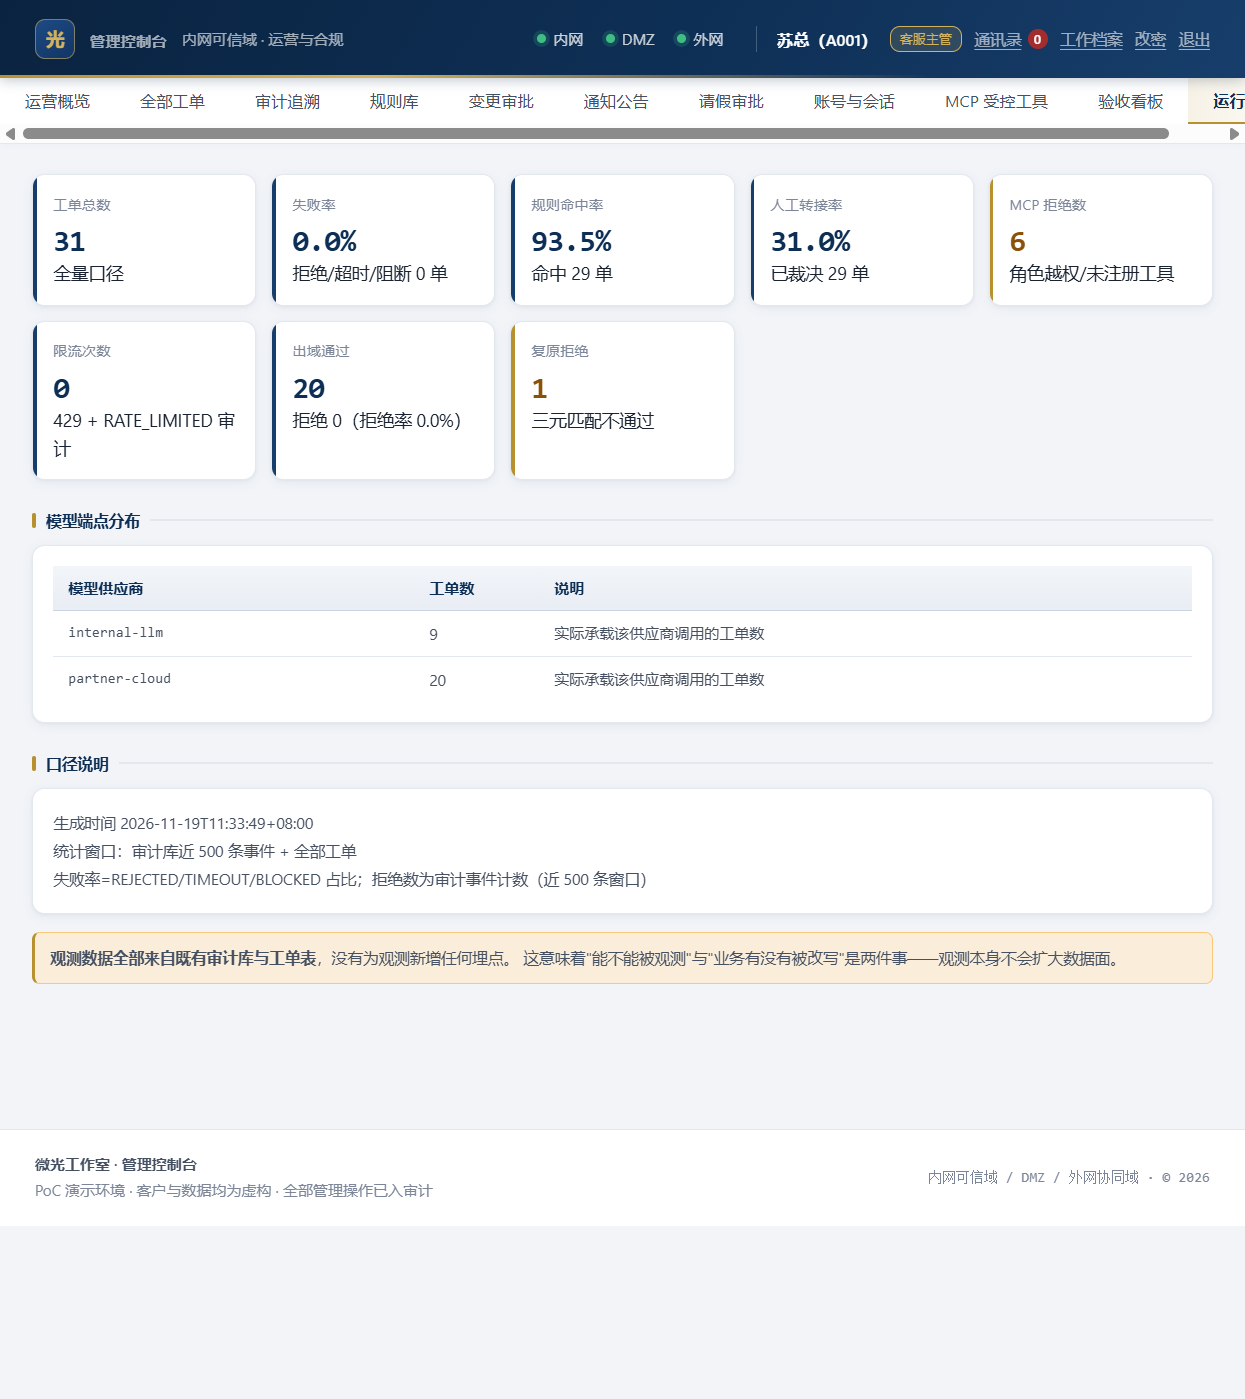 光 管理控制台 内网可信域 · 运营与合规 内网 DMZ 外网 苏总（A001） 客服主管 通讯录 0 工作档案 改密 退出
运营概览 全部工单 审计追溯 规则库 变更审批 通知公告 请假审批 账号与会话 MCP 受控工具 验收看板 运行
工单总数
31
全量口径
失败率
0.0%
拒绝/超时/阻断 0 单
规则命中率
93.5%
命中 29 单
人工转接率
31.0%
已裁决 29 单
MCP 拒绝数
6
角色越权/未注册工具
限流次数
0
429 + RATE_LIMITED 审
计
出域通过
20
拒绝 0（拒绝率 0.0%）
复原拒绝
1
三元匹配不通过
模型端点分布
模型供应商 工单数 说明
internal-llm 9 实际承载该供应商调用的工单数
partner-cloud 20 实际承载该供应商调用的工单数
口径说明
生成时间 2026-11-19T11:33:49+08:00
统计窗口：审计库近 500 条事件 + 全部工单
失败率=REJECTED/TIMEOUT/BLOCKED 占比；拒绝数为审计事件计数（近 500 条窗口）
观测数据全部来自既有审计库与工单表，没有为观测新增任何埋点。 这意味着"能不能被观测"与"业务有没有被改写"是两件事——观测本身不会扩大数据面。
微光工作室 · 管理控制台
PoC 演示环境 · 客户与数据均为虚构 · 全部管理操作已入审计
内网可信域 / DMZ / 外网协同域 · © 2026